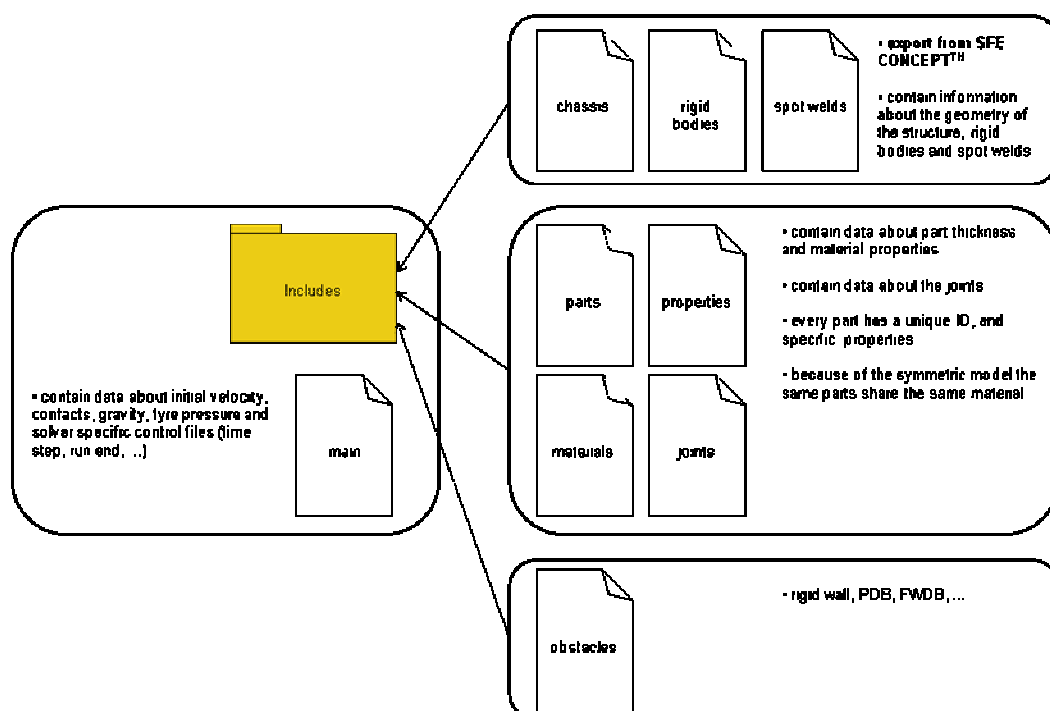 chassis
rigid
bodies
spot welds
• export from SFE
CONCEPT™
• contain information
about the geometry of
the structure, rigid
bodies and spot welds
Includes
• contain data about initial velocity,
contacts, gravity, tyre pressure and
solver specific control files (time
step, run end, ...)
main
parts
properties
materials
joints
• contain data about part thickness
and material properties
• contain data about the joints
• every part has a unique ID, and
specific properties
• because of the symmetric model the
same parts share the same material
obstacles
• rigid wall, PDB, FWDB, ...